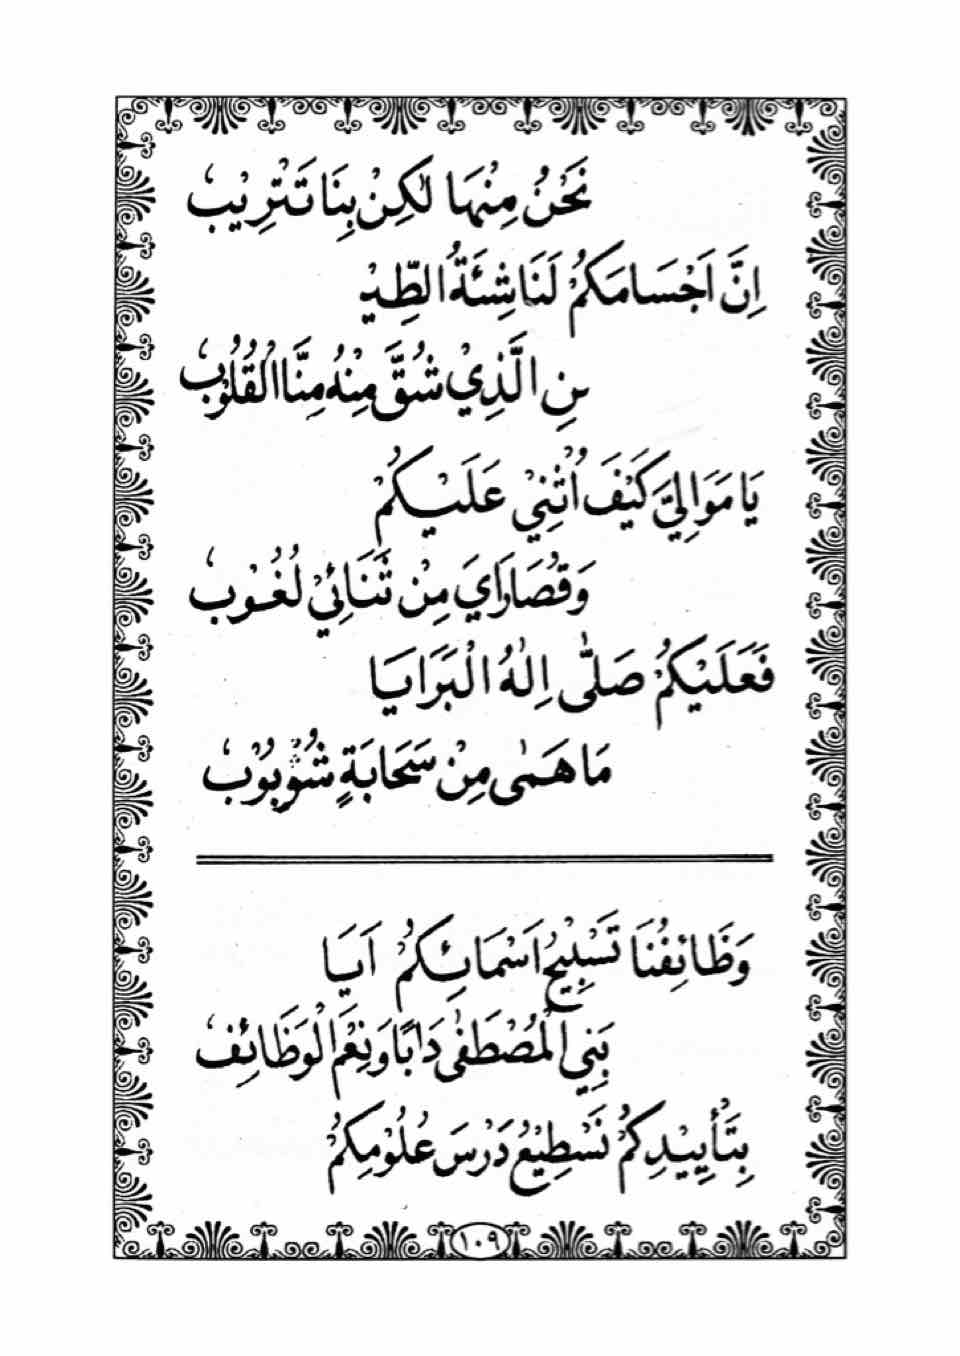 نَحْنُ مِنْهَا لٰكِنْ بِنَا تَتْرِيْبُ
اِنَّ اَجْسَامَكُمْ لَنَاشِئَةُ الطِّيْـ
ـنِ الَّذِيْ شُقَّ مِنْهُ مِنَّا الْقُلُوْبُ
يَا مَوَالِيَّ كَيْفَ اُثْنِيْ عَلَيْكُمْ
وَقُصَارَايَ مِنْ ثَنَائِيْ لُغُوْبُ
فَعَلَيْكُمْ صَلّٰى اِلٰهُ الْبَرَايَا
مَا هَمٰى مِنْ سَحَابَةٍ شُؤْبُوْبُ
وَظَائِفُنَا تَسْبِيْحُ اَسْمَائِكُمْ اَيَا
بَنِي الْمُصْطَفٰى دَابًا وَنِعْمَ الْوَظَائِفُ
بِتَأْيِيْدِكُمْ نَسْطِيْعُ دَرْسَ عُلُوْمِكُمْ
١٠٩